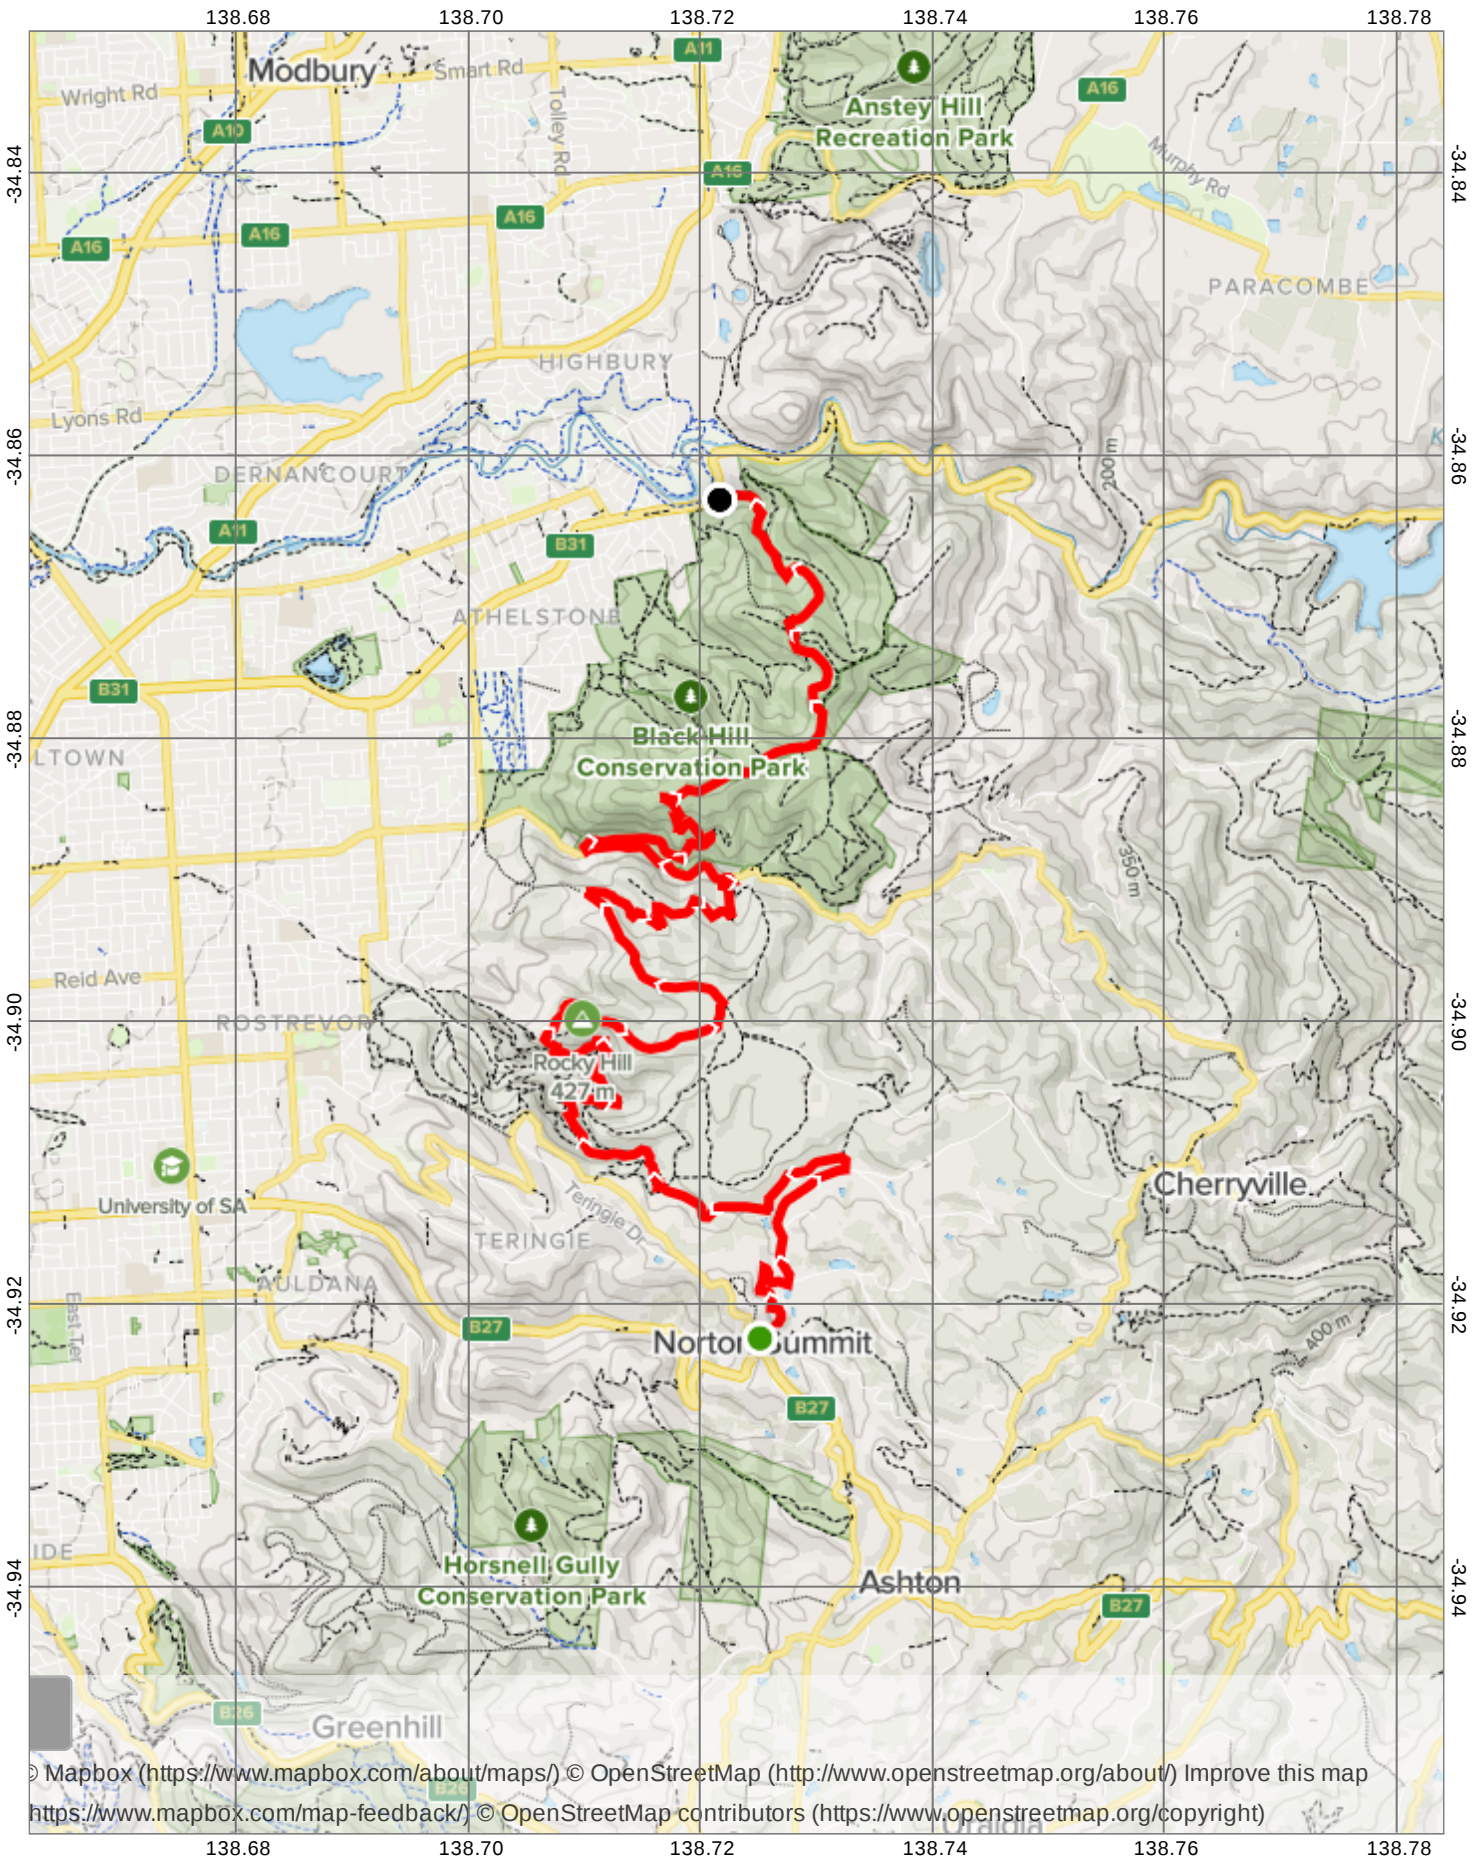 138.68 138.70 138.72 138.74 138.76 138.78
A11
Modbury
Smart Rd
Wright Rd
A16
Anstey Hill
Recreation Park
A10
Tolley Rd
Murphy Rd
-34.84
A16
-34.84
A16
A16
A16
PARACOMBE
HIGHBURY
Lyons Rd
-34.86
-34.86
200 m
DERNANCOURT
A11
B31
ATHELSTONE
B31
-34.88
Black Hill
Conservation Park
-34.88
LTOWN
350 m
Reid Ave
-34.90
ROSTREVOR
-34.90
Rocky Hill
427 m
University of SA
Teringie Dr
Cherryville
TERINGIE
AULDANA
-34.92
-34.92
East Ter
B27
Norton Summit
400 m
B27
IDE
Horsnell Gully
Conservation Park
-34.94
Ashton
-34.94
B27
B26
Greenhill
B26
© Mapbox (https://www.mapbox.com/about/maps/) © OpenStreetMap (http://www.openstreetmap.org/about/) Improve this map
https://www.mapbox.com/map-feedback/) © OpenStreetMap contributors (https://www.openstreetmap.org/copyright)
Uraidla
138.68 138.70 138.72 138.74 138.76 138.78